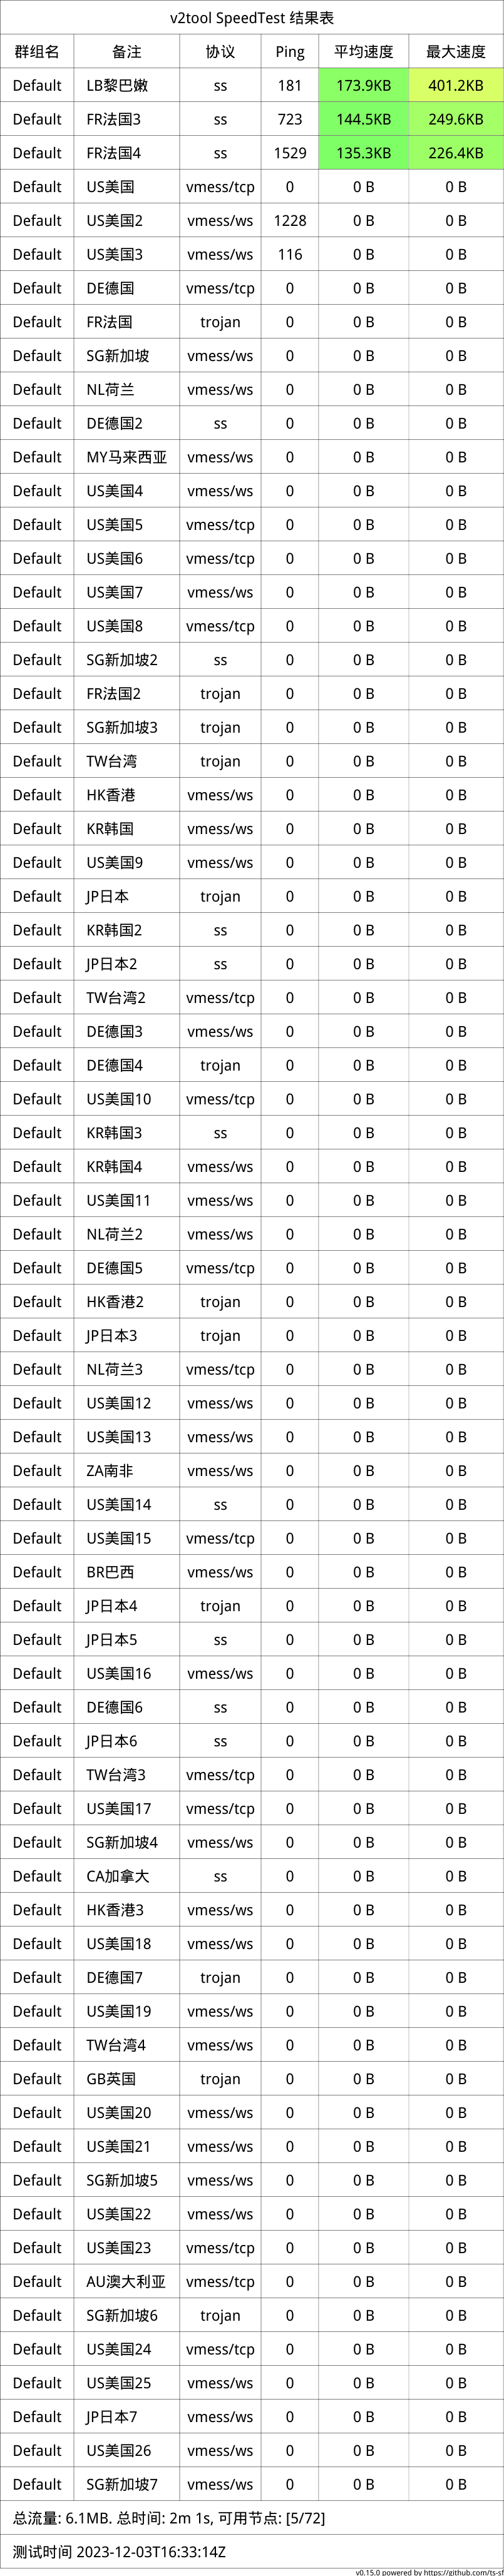 v2tool SpeedTest 结果表
群组名 备注 协议 Ping 平均速度 最大速度
Default LB黎巴嫩 ss 181 173.9KB 401.2KB
Default FR法国3 ss 723 144.5KB 249.6KB
Default FR法国4 ss 1529 135.3KB 226.4KB
Default US美国 vmess/tcp 0 0 B 0 B
Default US美国2 vmess/ws 1228 0 B 0 B
Default US美国3 vmess/ws 116 0 B 0 B
Default DE德国 vmess/tcp 0 0 B 0 B
Default FR法国 trojan 0 0 B 0 B
Default SG新加坡 vmess/ws 0 0 B 0 B
Default NL荷兰 vmess/ws 0 0 B 0 B
Default DE德国2 ss 0 0 B 0 B
Default MY马来西亚 vmess/ws 0 0 B 0 B
Default US美国4 vmess/ws 0 0 B 0 B
Default US美国5 vmess/tcp 0 0 B 0 B
Default US美国6 vmess/tcp 0 0 B 0 B
Default US美国7 vmess/ws 0 0 B 0 B
Default US美国8 vmess/tcp 0 0 B 0 B
Default SG新加坡2 ss 0 0 B 0 B
Default FR法国2 trojan 0 0 B 0 B
Default SG新加坡3 trojan 0 0 B 0 B
Default TW台湾 trojan 0 0 B 0 B
Default HK香港 vmess/ws 0 0 B 0 B
Default KR韩国 vmess/ws 0 0 B 0 B
Default US美国9 vmess/ws 0 0 B 0 B
Default JP日本 trojan 0 0 B 0 B
Default KR韩国2 ss 0 0 B 0 B
Default JP日本2 ss 0 0 B 0 B
Default TW台湾2 vmess/tcp 0 0 B 0 B
Default DE德国3 vmess/ws 0 0 B 0 B
Default DE德国4 trojan 0 0 B 0 B
Default US美国10 vmess/tcp 0 0 B 0 B
Default KR韩国3 ss 0 0 B 0 B
Default KR韩国4 vmess/ws 0 0 B 0 B
Default US美国11 vmess/ws 0 0 B 0 B
Default NL荷兰2 vmess/ws 0 0 B 0 B
Default DE德国5 vmess/tcp 0 0 B 0 B
Default HK香港2 trojan 0 0 B 0 B
Default JP日本3 trojan 0 0 B 0 B
Default NL荷兰3 vmess/tcp 0 0 B 0 B
Default US美国12 vmess/ws 0 0 B 0 B
Default US美国13 vmess/ws 0 0 B 0 B
Default ZA南非 vmess/ws 0 0 B 0 B
Default US美国14 ss 0 0 B 0 B
Default US美国15 vmess/tcp 0 0 B 0 B
Default BR巴西 vmess/ws 0 0 B 0 B
Default JP日本4 trojan 0 0 B 0 B
Default JP日本5 ss 0 0 B 0 B
Default US美国16 vmess/ws 0 0 B 0 B
Default DE德国6 ss 0 0 B 0 B
Default JP日本6 ss 0 0 B 0 B
Default TW台湾3 vmess/tcp 0 0 B 0 B
Default US美国17 vmess/tcp 0 0 B 0 B
Default SG新加坡4 vmess/ws 0 0 B 0 B
Default CA加拿大 ss 0 0 B 0 B
Default HK香港3 vmess/ws 0 0 B 0 B
Default US美国18 vmess/ws 0 0 B 0 B
Default DE德国7 trojan 0 0 B 0 B
Default US美国19 vmess/ws 0 0 B 0 B
Default TW台湾4 vmess/ws 0 0 B 0 B
Default GB英国 trojan 0 0 B 0 B
Default US美国20 vmess/ws 0 0 B 0 B
Default US美国21 vmess/ws 0 0 B 0 B
Default SG新加坡5 vmess/ws 0 0 B 0 B
Default US美国22 vmess/ws 0 0 B 0 B
Default US美国23 vmess/tcp 0 0 B 0 B
Default AU澳大利亚 vmess/tcp 0 0 B 0 B
Default SG新加坡6 trojan 0 0 B 0 B
Default US美国24 vmess/tcp 0 0 B 0 B
Default US美国25 vmess/ws 0 0 B 0 B
Default JP日本7 vmess/ws 0 0 B 0 B
Default US美国26 vmess/ws 0 0 B 0 B
Default SG新加坡7 vmess/ws 0 0 B 0 B
总流量: 6.1MB. 总时间: 2m 1s, 可用节点: [5/72]
测试时间 2023-12-03T16:33:14Z
v0.15.0 powered by https://github.com/ts-sf